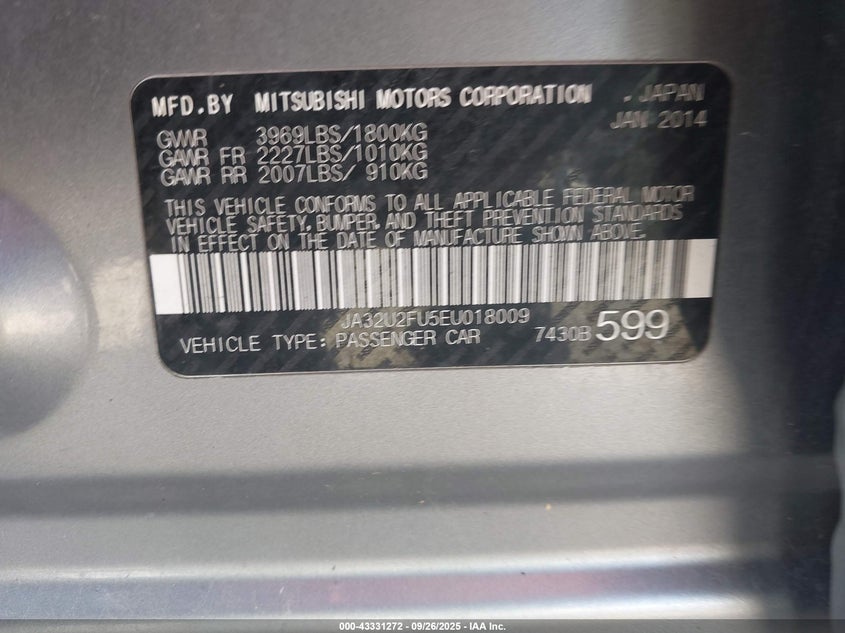 MFD.BY MITSUBISHI MOTORS CORPORATION . JAPAN
JAN 2014
GVWR 3969LBS/1800KG
GAWR FR 2227LBS/1010KG
GAWR RR 2007LBS/ 910KG
THIS VEHICLE CONFORMS TO ALL APPLICABLE FEDERAL MOTOR
VEHICLE SAFETY, BUMPER, AND THEFT PREVENTION STANDARDS
IN EFFECT ON THE DATE OF MANUFACTURE SHOWN ABOVE.
JA32U2FU5EU018009
VEHICLE TYPE: PASSENGER CAR 7430B 599
000-43331272 - 09/26/2025 - IAA Inc.